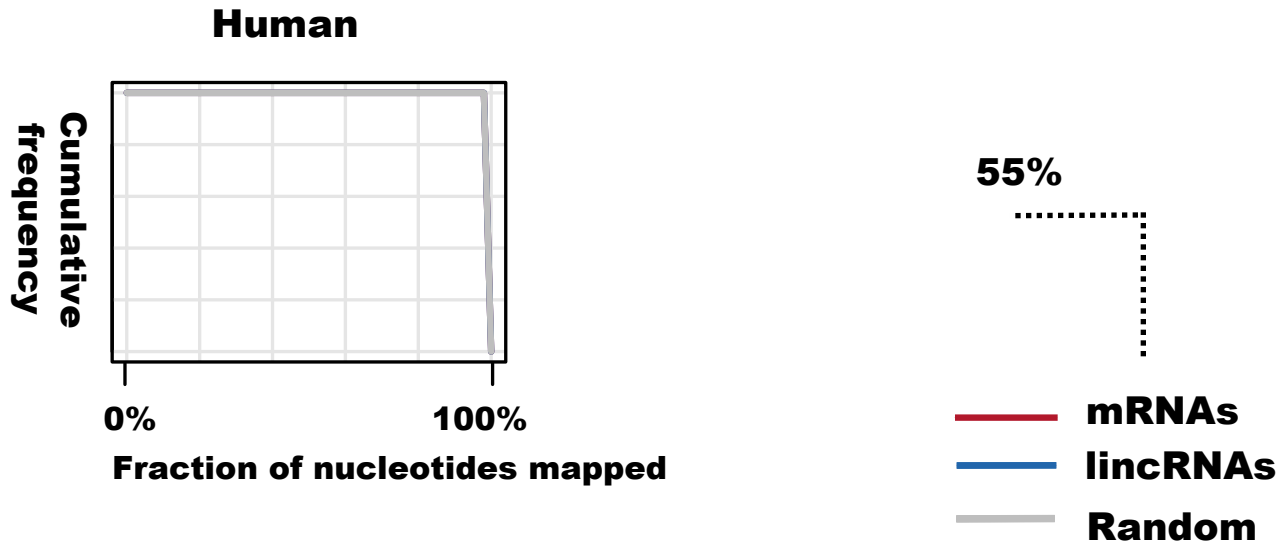 Human
Cumulative
frequency
0%
100%
Fraction of nucleotides mapped
55%
mRNAs
lincRNAs
Random